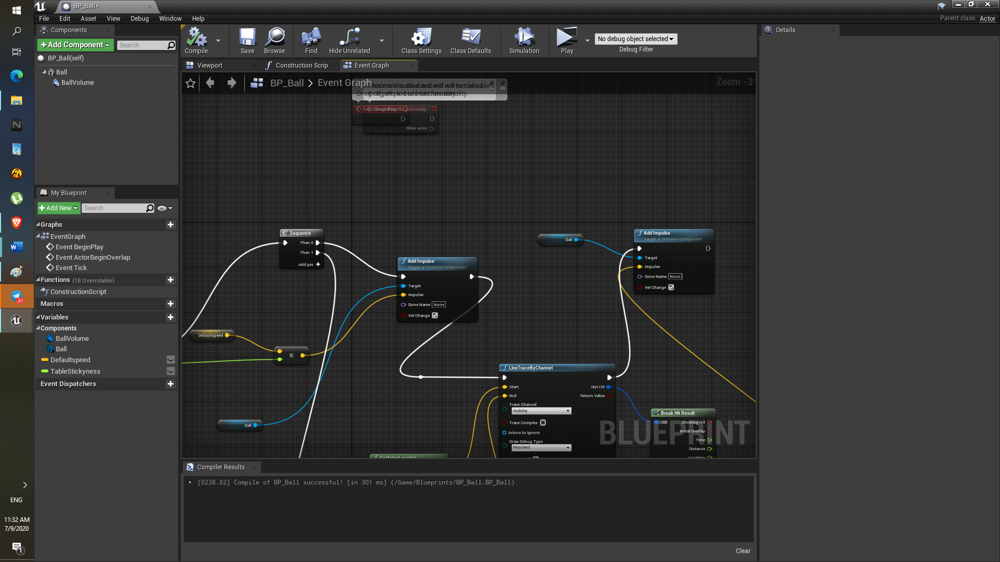 BP_Ball*
File Edit Asset View Debug Window Help
Parent class: Actor
Components
Add Component
Search
BP_Ball(self)
Ball
BallVolume
Compile
Save
Browse
Find
Hide Unrelated
Class Settings
Class Defaults
Simulation
Play
No debug object selected
Debug Filter
Details
Viewport
Construction Scrip
Event Graph
BP_Ball > Event Graph
Zoom -3
Drag off pins to build functionality.
Other Actor
My Blueprint
Add New
Search
Graphs
EventGraph
Event BeginPlay
Event ActorBeginOverlap
Event Tick
Functions (18 Overridable)
ConstructionScript
Macros
Variables
Components
BallVolume
Ball
Defaultspeed
TableStickyness
Event Dispatchers
Sequence
Then 0
Then 1
Add pin
Add Impulse
Target is Primitive Component
Target
Impulse
Bone Name None
Vel Change
Ball
Add Impulse
Target is Primitive Component
Target
Impulse
Bone Name None
Vel Change
Defaultspeed
×
Ball
LineTraceByChannel
Start
Out Hit
End
Return Value
Trace Channel
Visibility
Trace Complex
Actors to Ignore
Draw Debug Type
Persistent
Break Hit Result
Hit
Blocking Hit
Initial Overlap
Time
Distance
Location
GetActorLocation
BLUEPRINT
Compiler Results
[0238.82] Compile of BP_Ball successful! [in 301 ms] (/Game/Blueprints/BP_Ball.BP_Ball)
Clear
31
ENG
11:32 AM
7/9/2020
1